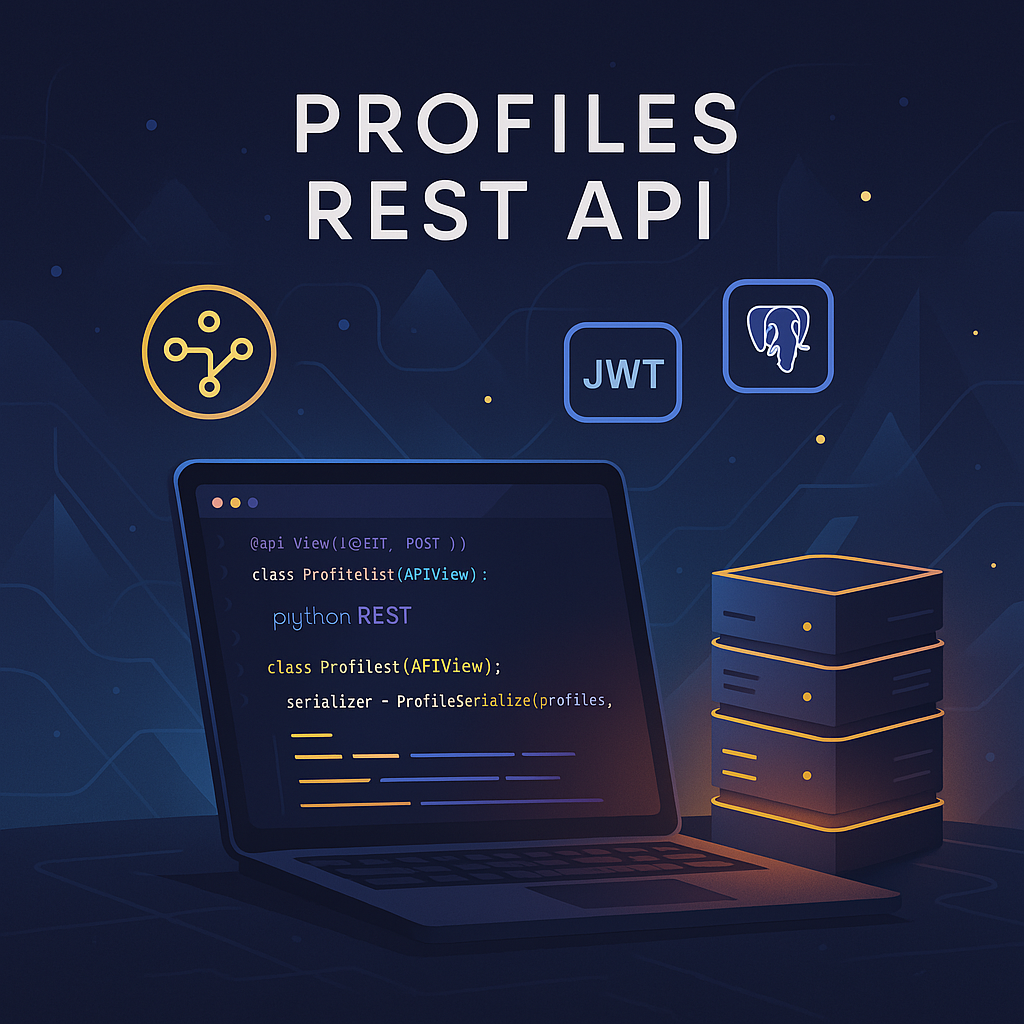 PROFILES
REST API
JWT
@api View(l@EIT, POST ))
class Profitelist(APIView):
piython REST
class Profilest(AFIView);
serializer - ProfileSerialize(profiles,